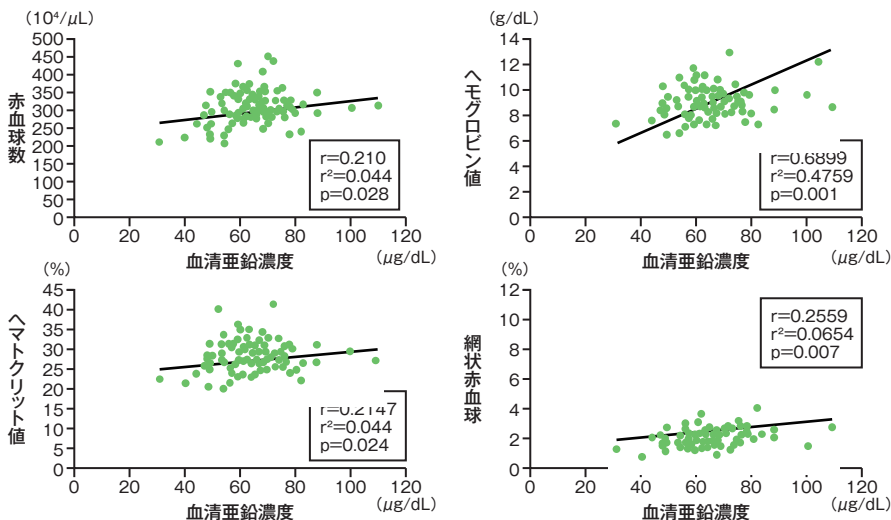 (10⁴/μL)
赤血球数
500
450
400
350
300
250
200
150
100
50
0
r=0.210
r²=0.044
p=0.028
0 20 40 60 80 100 120
血清亜鉛濃度 (μg/dL)
(g/dL)
ヘモグロビン値
14
12
10
8
6
4
2
0
r=0.6899
r²=0.4759
p=0.001
0 20 40 60 80 100 120
血清亜鉛濃度 (μg/dL)
(%)
ヘマトクリット値
45
40
35
30
25
20
15
10
5
0
r=0.2147
r²=0.044
p=0.024
0 20 40 60 80 100 120
血清亜鉛濃度 (μg/dL)
(%)
網状赤血球
12
10
8
6
4
2
0
r=0.2559
r²=0.0654
p=0.007
0 20 40 60 80 100 120
血清亜鉛濃度 (μg/dL)